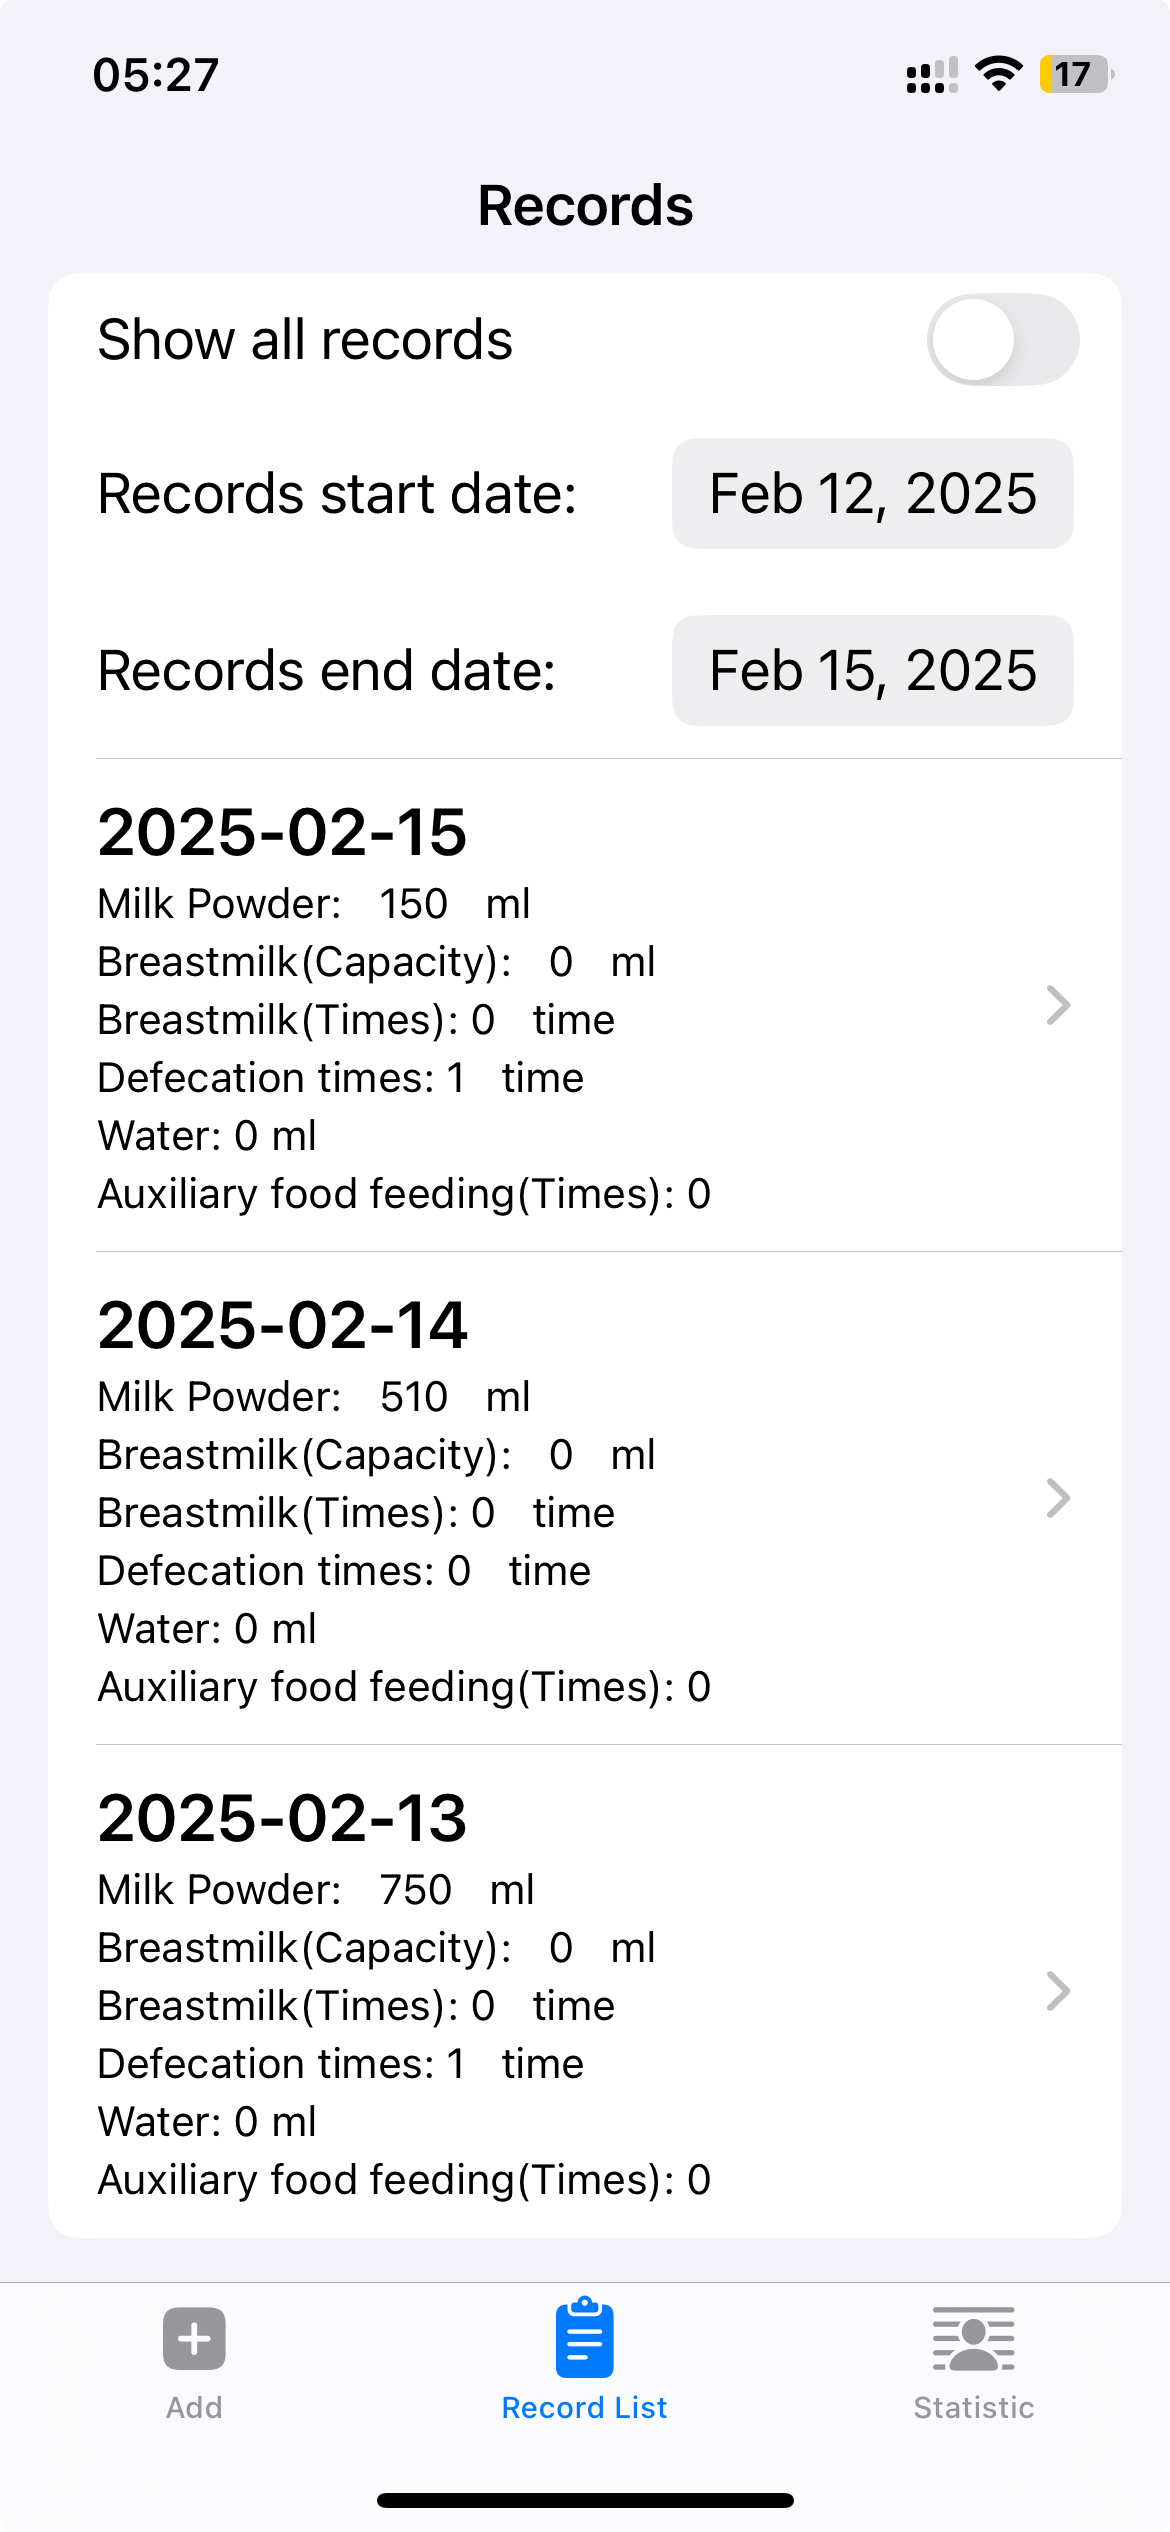 05:27 17
Records
Show all records
Records start date: Feb 12, 2025
Records end date: Feb 15, 2025
2025-02-15
Milk Powder: 150 ml
Breastmilk(Capacity): 0 ml
Breastmilk(Times): 0 time
Defecation times: 1 time
Water: 0 ml
Auxiliary food feeding(Times): 0
2025-02-14
Milk Powder: 510 ml
Breastmilk(Capacity): 0 ml
Breastmilk(Times): 0 time
Defecation times: 0 time
Water: 0 ml
Auxiliary food feeding(Times): 0
2025-02-13
Milk Powder: 750 ml
Breastmilk(Capacity): 0 ml
Breastmilk(Times): 0 time
Defecation times: 1 time
Water: 0 ml
Auxiliary food feeding(Times): 0
Add Record List Statistic